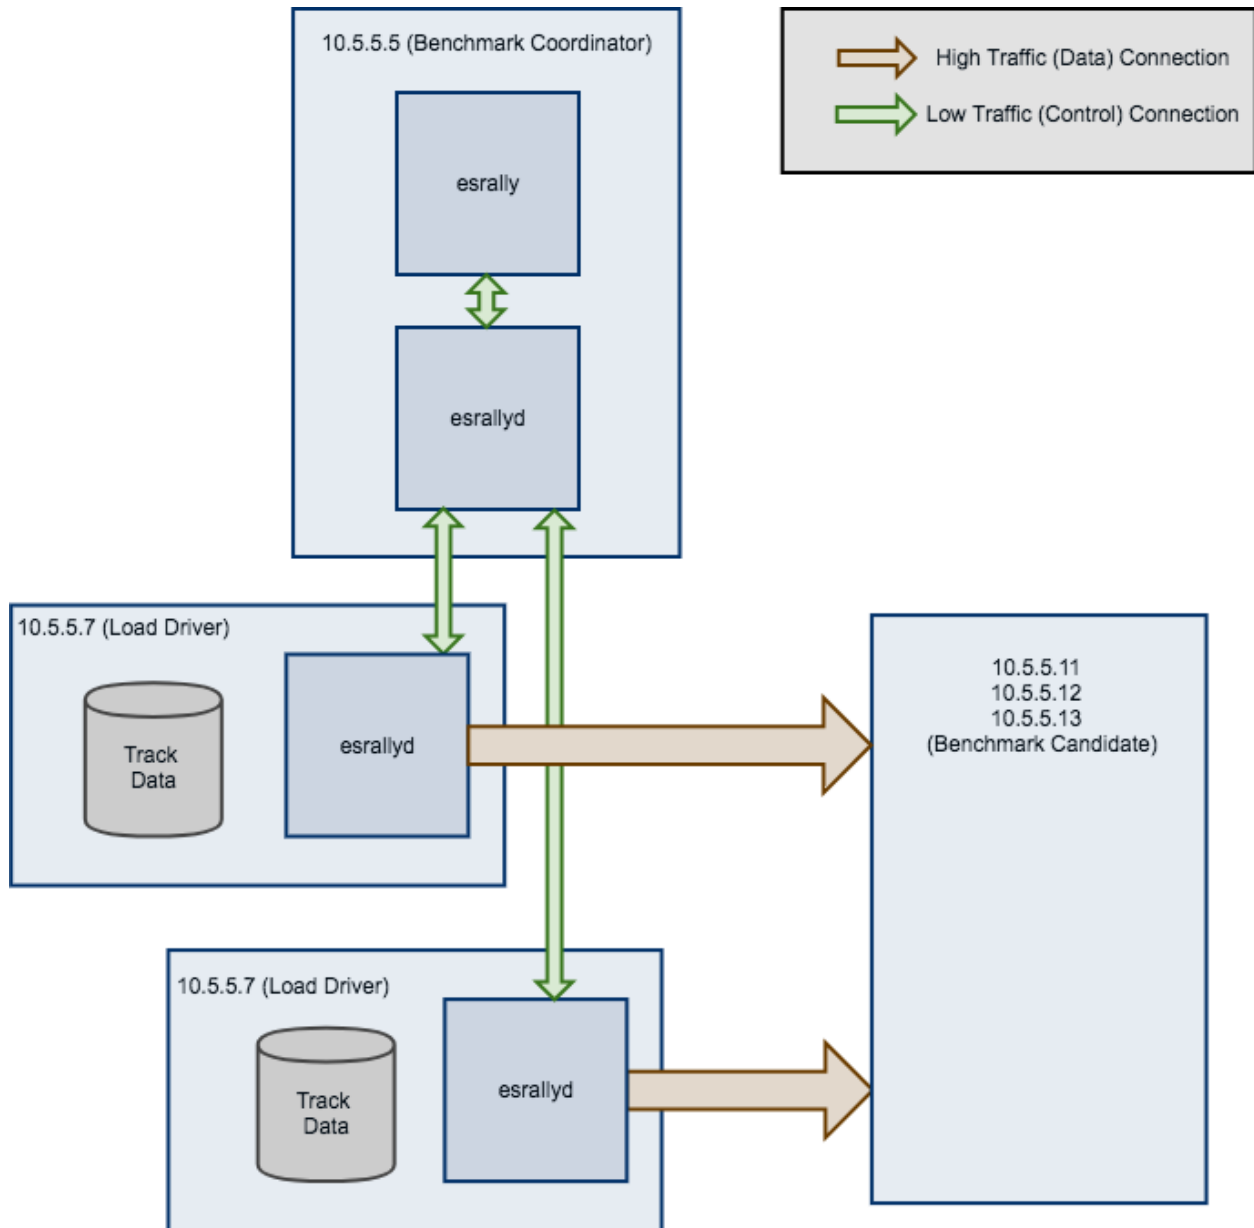 10.5.5.5 (Benchmark Coordinator)
High Traffic (Data) Connection
Low Traffic (Control) Connection
esrally
esrallyd
10.5.5.7 (Load Driver)
Track
Data
esrallyd
10.5.5.11
10.5.5.12
10.5.5.13
(Benchmark Candidate)
10.5.5.7 (Load Driver)
Track
Data
esrallyd